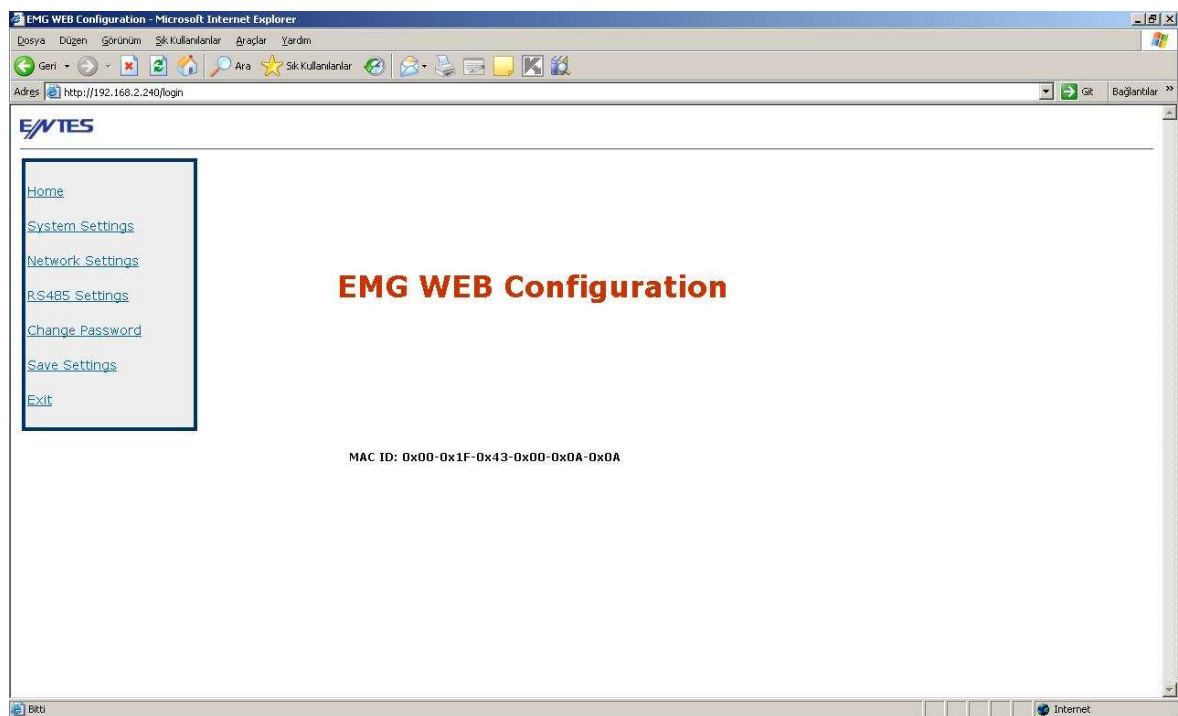 EMG WEB Configuration - Microsoft Internet Explorer
Dosya Düzen Görünüm Sık Kullanılanlar Araçlar Yardım
Geri Ara Sık Kullanılanlar
Adres http://192.168.2.240/login Git Bağlantılar »
ENTES
Home
System Settings
Network Settings
RS485 Settings
Change Password
Save Settings
Exit
EMG WEB Configuration
MAC ID: 0x00-0x1F-0x43-0x00-0x0A-0x0A
Bitti Internet